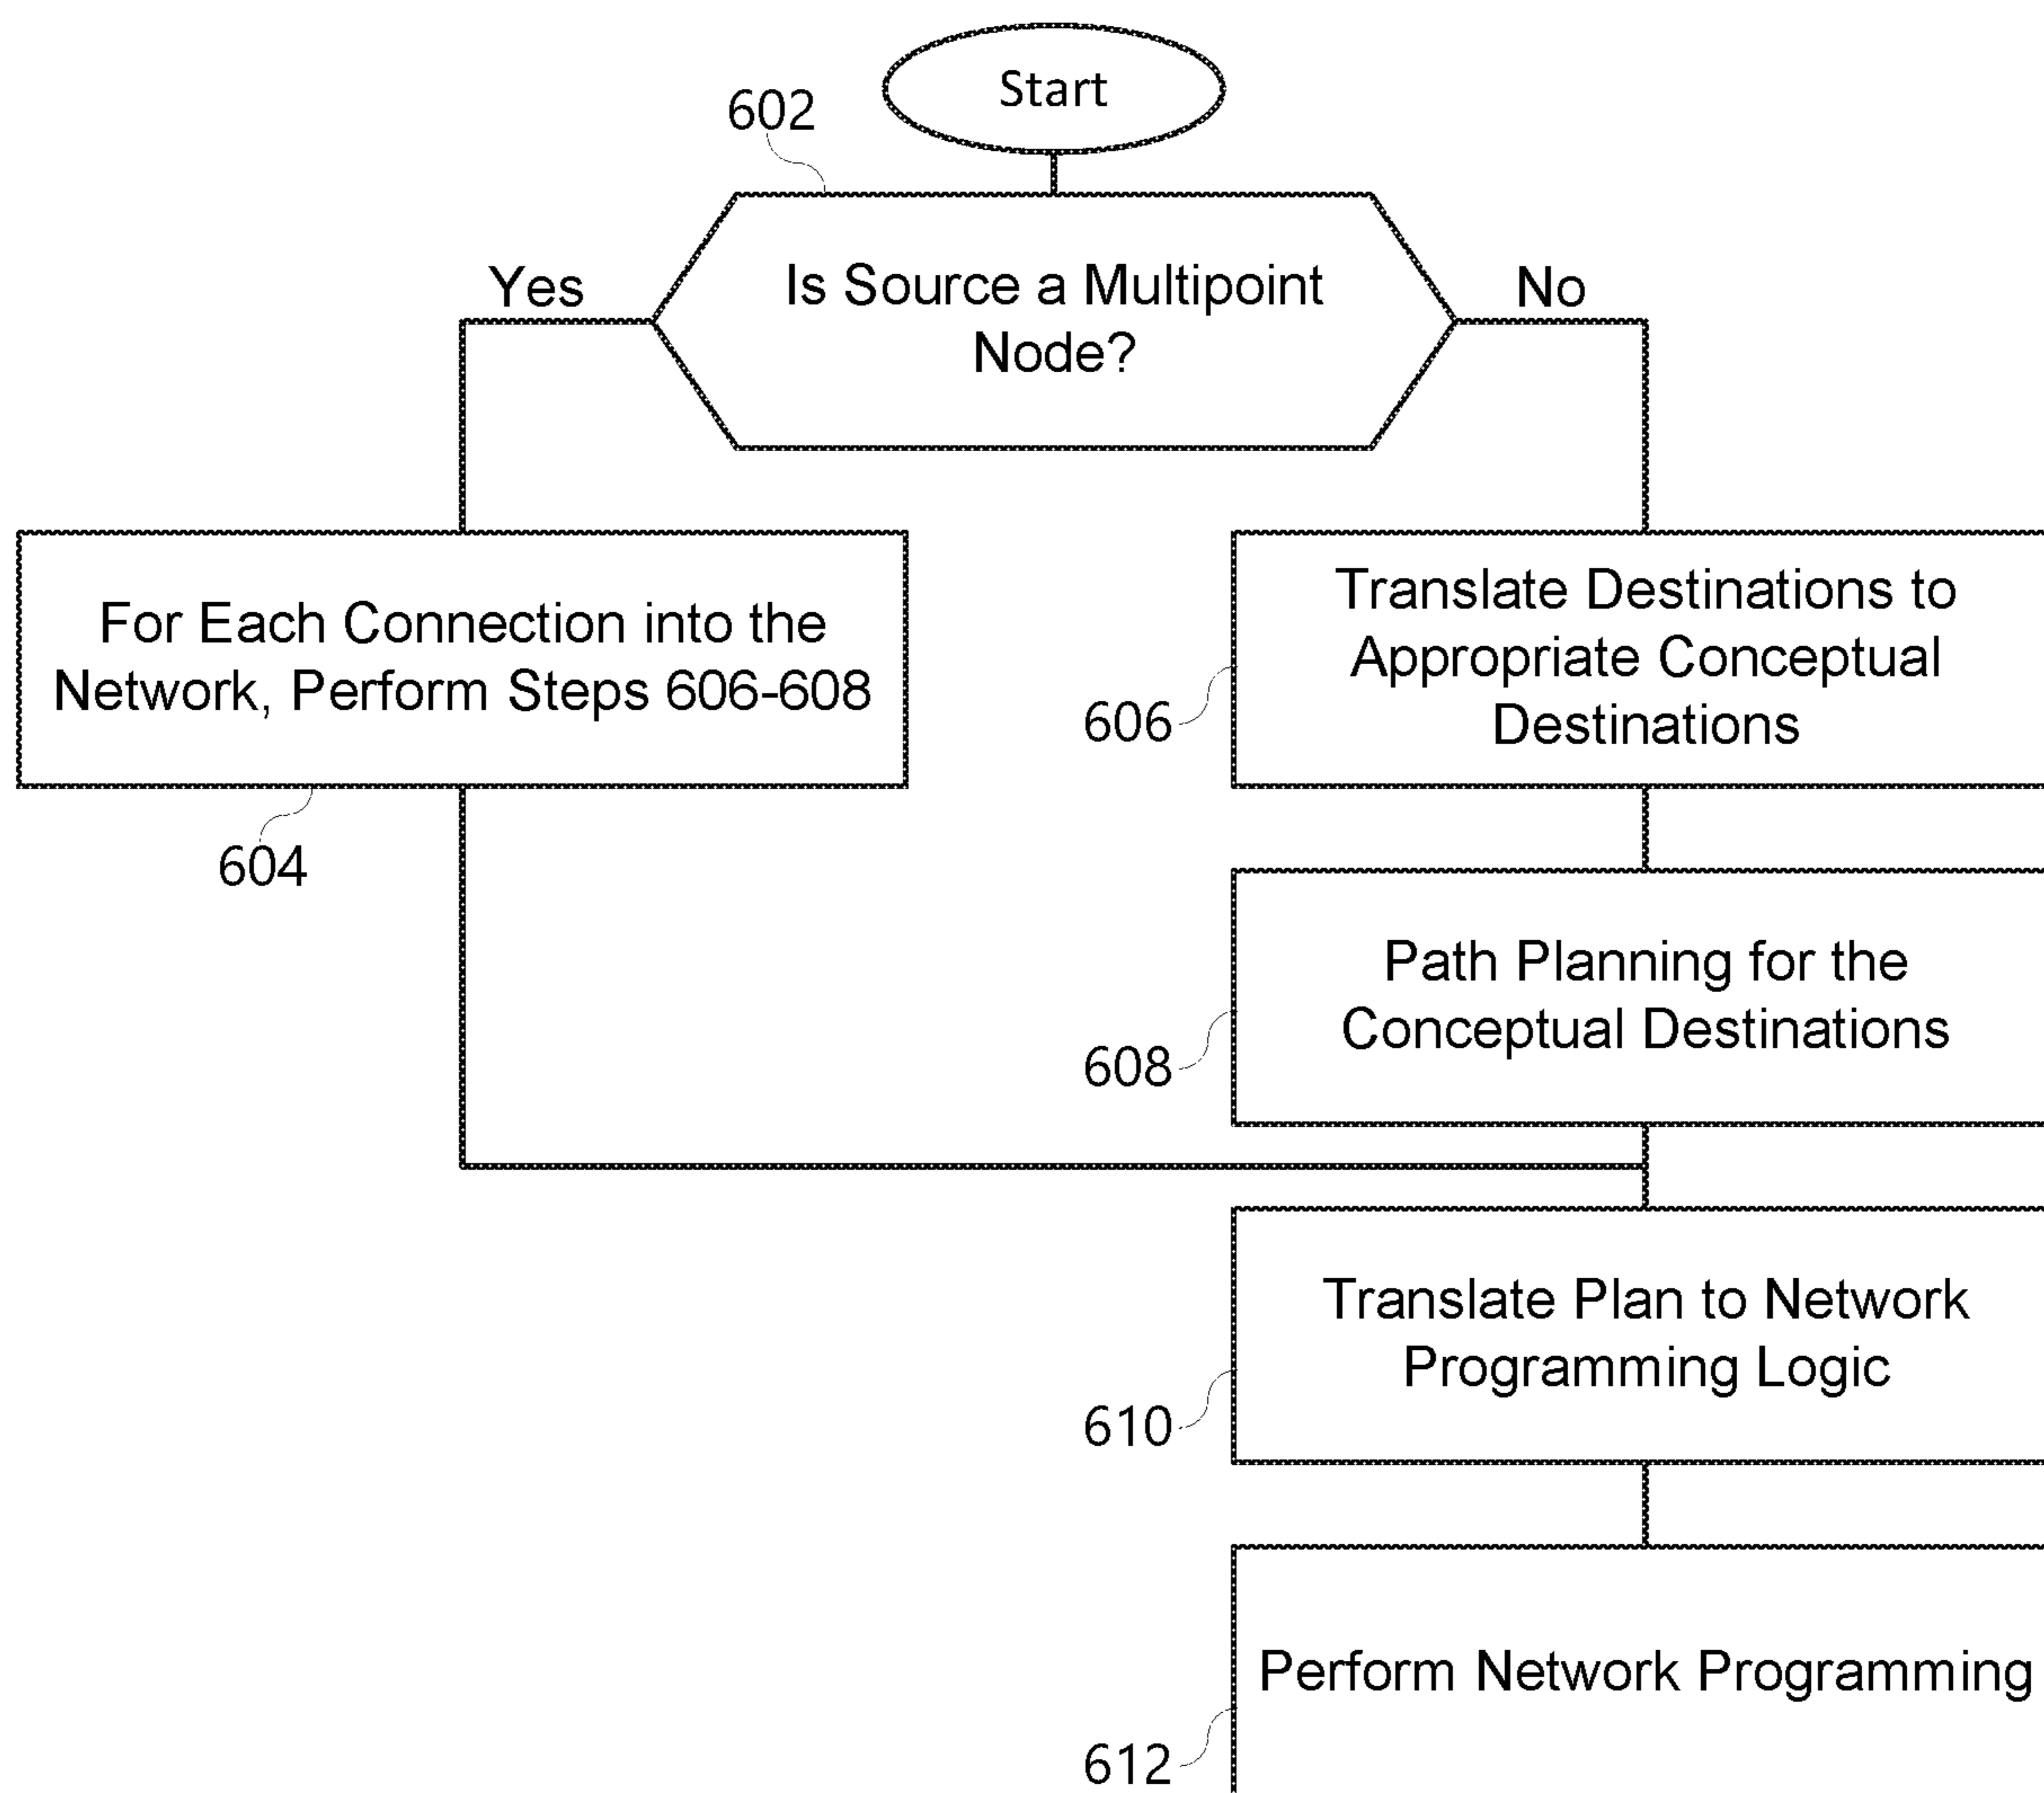 Start
602
Is Source a Multipoint
Node?
Yes
No
For Each Connection into the
Network, Perform Steps 606-608
604
Translate Destinations to
Appropriate Conceptual
Destinations
606
Path Planning for the
Conceptual Destinations
608
Translate Plan to Network
Programming Logic
610
Perform Network Programming
612